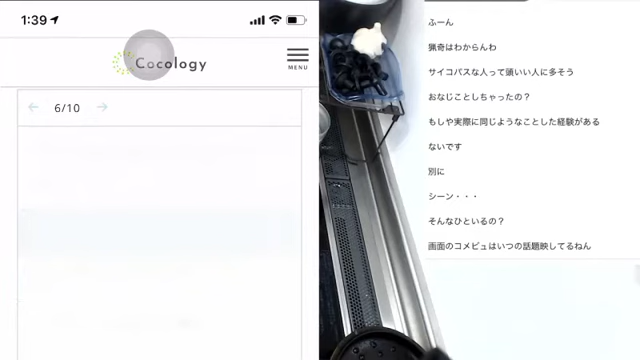 1:39
Cocology
MENU
6/10
ふーん
猟奇はわからんわ
サイコパスな人って頭いい人に多そう
おなじことしちゃったの？
もしや実際に同じようなことした経験がある
ないです
別に
シーン・・・
そんなひといるの？
画面のコメビュはいつの話題映してるねん